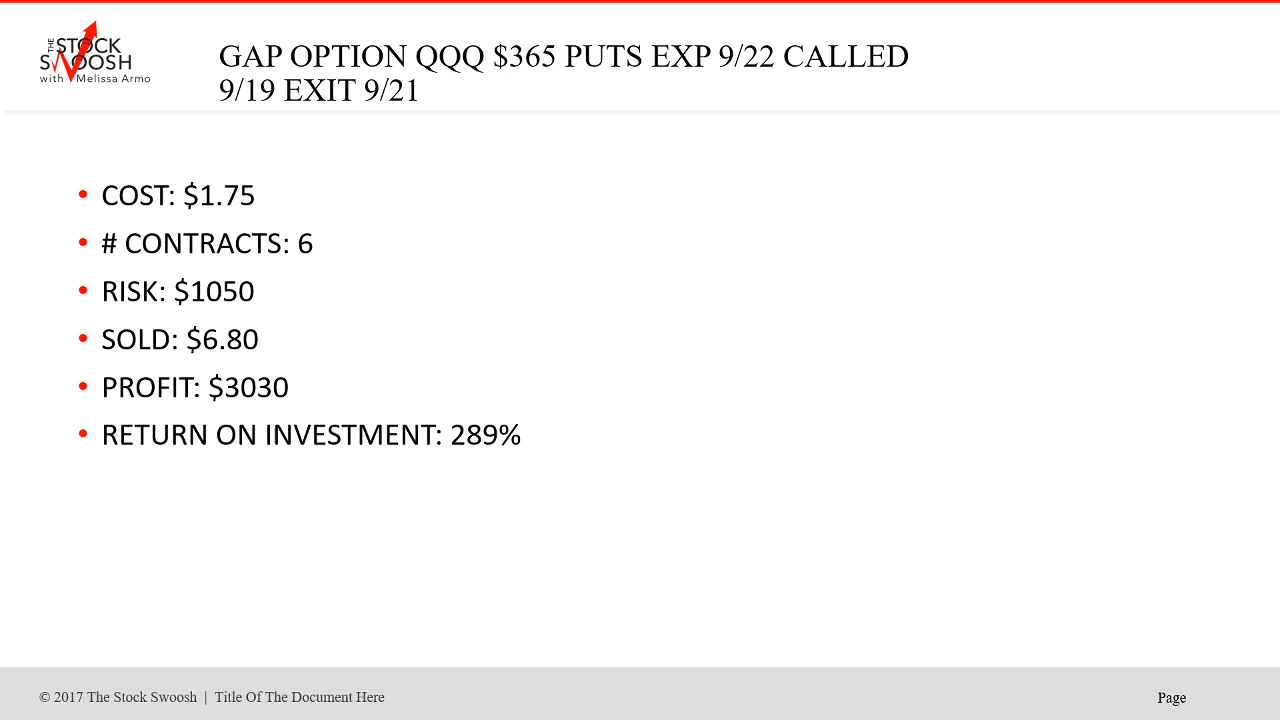 THE
STOCK
SWOOSH
with Melissa Armo
GAP OPTION QQQ $365 PUTS EXP 9/22 CALLED
9/19 EXIT 9/21
• COST: $1.75
• # CONTRACTS: 6
• RISK: $1050
• SOLD: $6.80
• PROFIT: $3030
• RETURN ON INVESTMENT: 289%
© 2017 The Stock Swoosh | Title Of The Document Here
Page